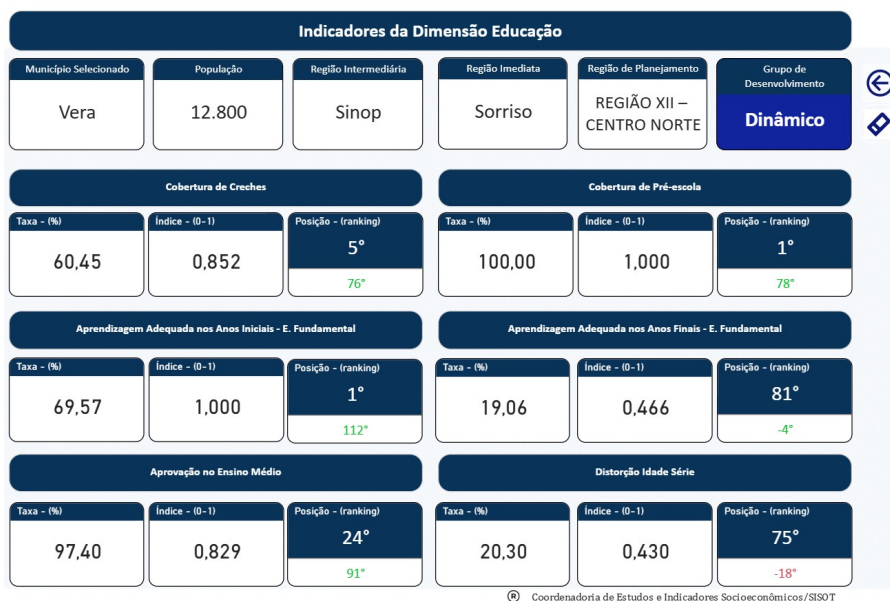 Indicadores da Dimensão Educação
Município Selecionado
Vera
População
12.800
Região Intermediária
Sinop
Região Imediata
Sorriso
Região de Planejamento
REGIÃO XII –
CENTRO NORTE
Grupo de
Desenvolvimento
Dinâmico
Cobertura de Creches
Taxa - (%)
60,45
Índice - (0-1)
0,852
Posição - (ranking)
5°
76°
Cobertura de Pré-escola
Taxa - (%)
100,00
Índice - (0-1)
1,000
Posição - (ranking)
1°
78°
Aprendizagem Adequada nos Anos Iniciais - E. Fundamental
Taxa - (%)
69,57
Índice - (0-1)
1,000
Posição - (ranking)
1°
112°
Aprendizagem Adequada nos Anos Finais - E. Fundamental
Taxa - (%)
19,06
Índice - (0-1)
0,466
Posição - (ranking)
81°
-4°
Aprovação no Ensino Médio
Taxa - (%)
97,40
Índice - (0-1)
0,829
Posição - (ranking)
24°
91°
Distorção Idade Série
Taxa - (%)
20,30
Índice - (0-1)
0,430
Posição - (ranking)
75°
-18°
® Coordenadoria de Estudos e Indicadores Socioeconômicos/SISOT